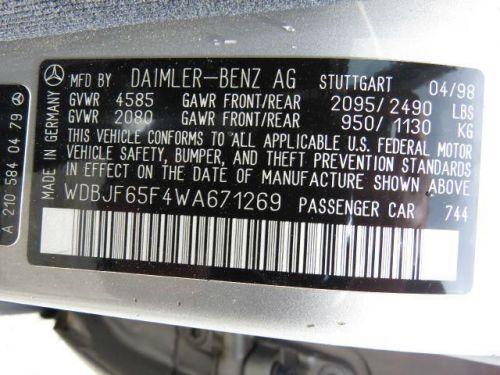 MFD BY DAIMLER-BENZ AG STUTTGART 04/98
GVWR 4585 GAWR FRONT/REAR 2095/2490 LBS
GVWR 2080 GAWR FRONT/REAR 950/1130 KG
THIS VEHICLE CONFORMS TO ALL APPLICABLE U.S. FEDERAL MOTOR
VEHICLE SAFETY, BUMPER, AND THEFT PREVENTION STANDARDS
IN EFFECT ON THE DATE OF MANUFACTURE SHOWN ABOVE.
WDBJF65F4WA671269 PASSENGER CAR 744
MADE IN GERMANY
A 210 584 04 79